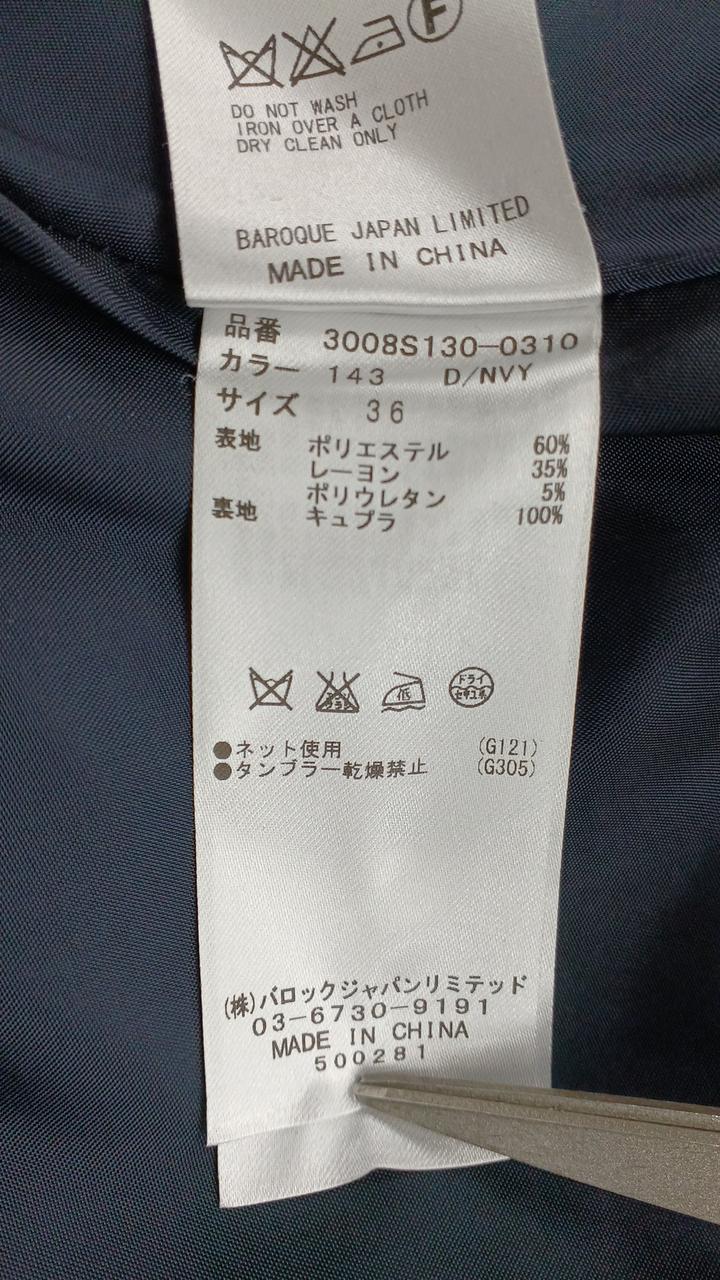 F
DO NOT WASH
IRON OVER A CLOTH
DRY CLEAN ONLY
BAROQUE JAPAN LIMITED
MADE IN CHINA
品番 3008S130-0310
カラー 143 D/NVY
サイズ 36
表地 ポリエステル 60%
レーヨン 35%
ポリウレタン 5%
裏地 キュプラ 100%
低 ドライ
セキユ系
●ネット使用 (G121)
●タンブラー乾燥禁止 (G305)
(株)バロックジャパンリミテッド
03-6730-9191
MADE IN CHINA
500281